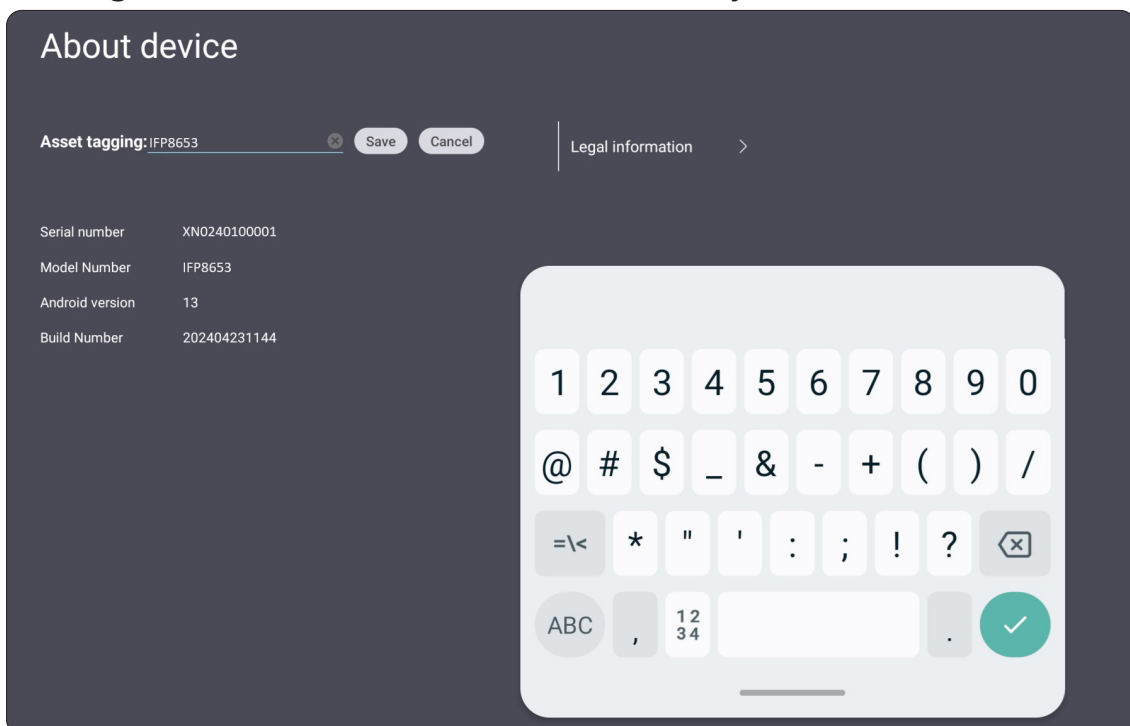 About device
Asset tagging: IFP8653 Save Cancel
Legal information >
Serial number XN0240100001
Model Number IFP8653
Android version 13
Build Number 202404231144
1 2 3 4 5 6 7 8 9 0
@ # $ _ & - + ( ) /
=\< * " ' : ; ! ?
ABC , 12 34 .